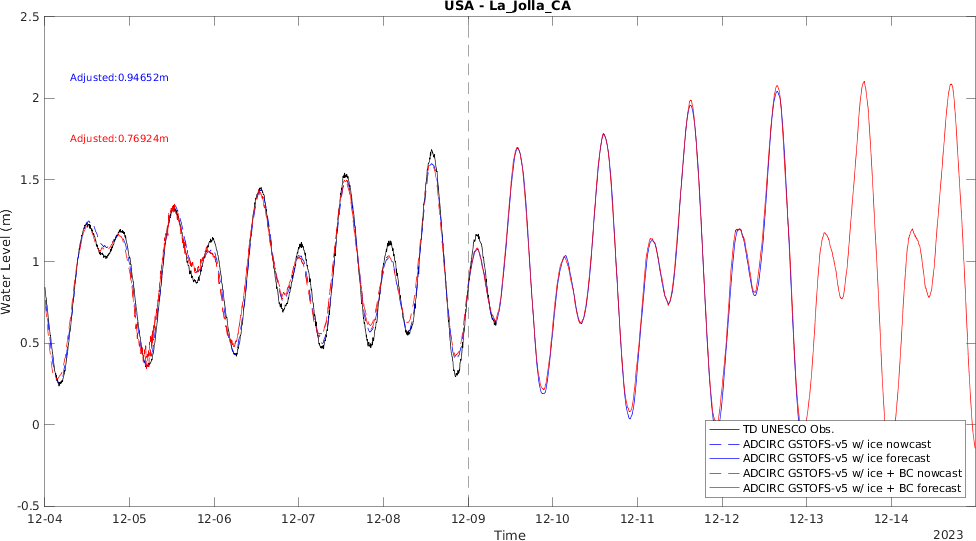 USA - La_Jolla_CA
2.5
2
1.5
1
0.5
0
-0.5
Water Level (m)
Adjusted:0.94652m
Adjusted:0.76924m
TD UNESCO Obs.
ADCIRC GSTOFS-v5 w/ ice nowcast
ADCIRC GSTOFS-v5 w/ ice forecast
ADCIRC GSTOFS-v5 w/ ice + BC nowcast
ADCIRC GSTOFS-v5 w/ ice + BC forecast
12-04 12-05 12-06 12-07 12-08 12-09 12-10 12-11 12-12 12-13 12-14
Time
2023